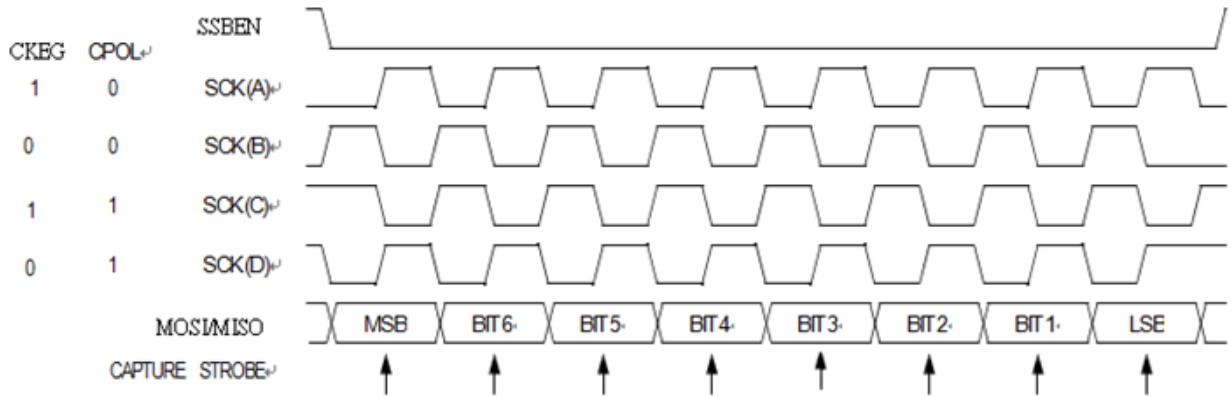 SSBEN
CKEG CPOL↵
1 0 SCK(A)↵
0 0 SCK(B)↵
1 1 SCK(C)↵
0 1 SCK(D)↵
MOSI/MISO MSB BIT6 BIT5 BIT4 BIT3 BIT2 BIT1 LSB
CAPTURE STROBE↵